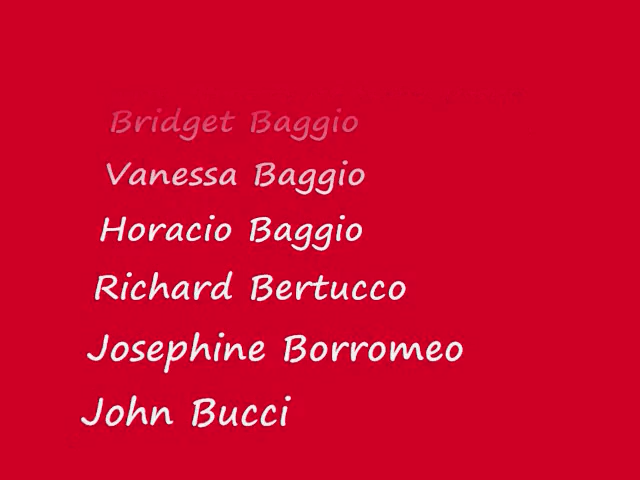 Bridget Baggio
Vanessa Baggio
Horacio Baggio
Richard Bertucco
Josephine Borromeo
John Bucci